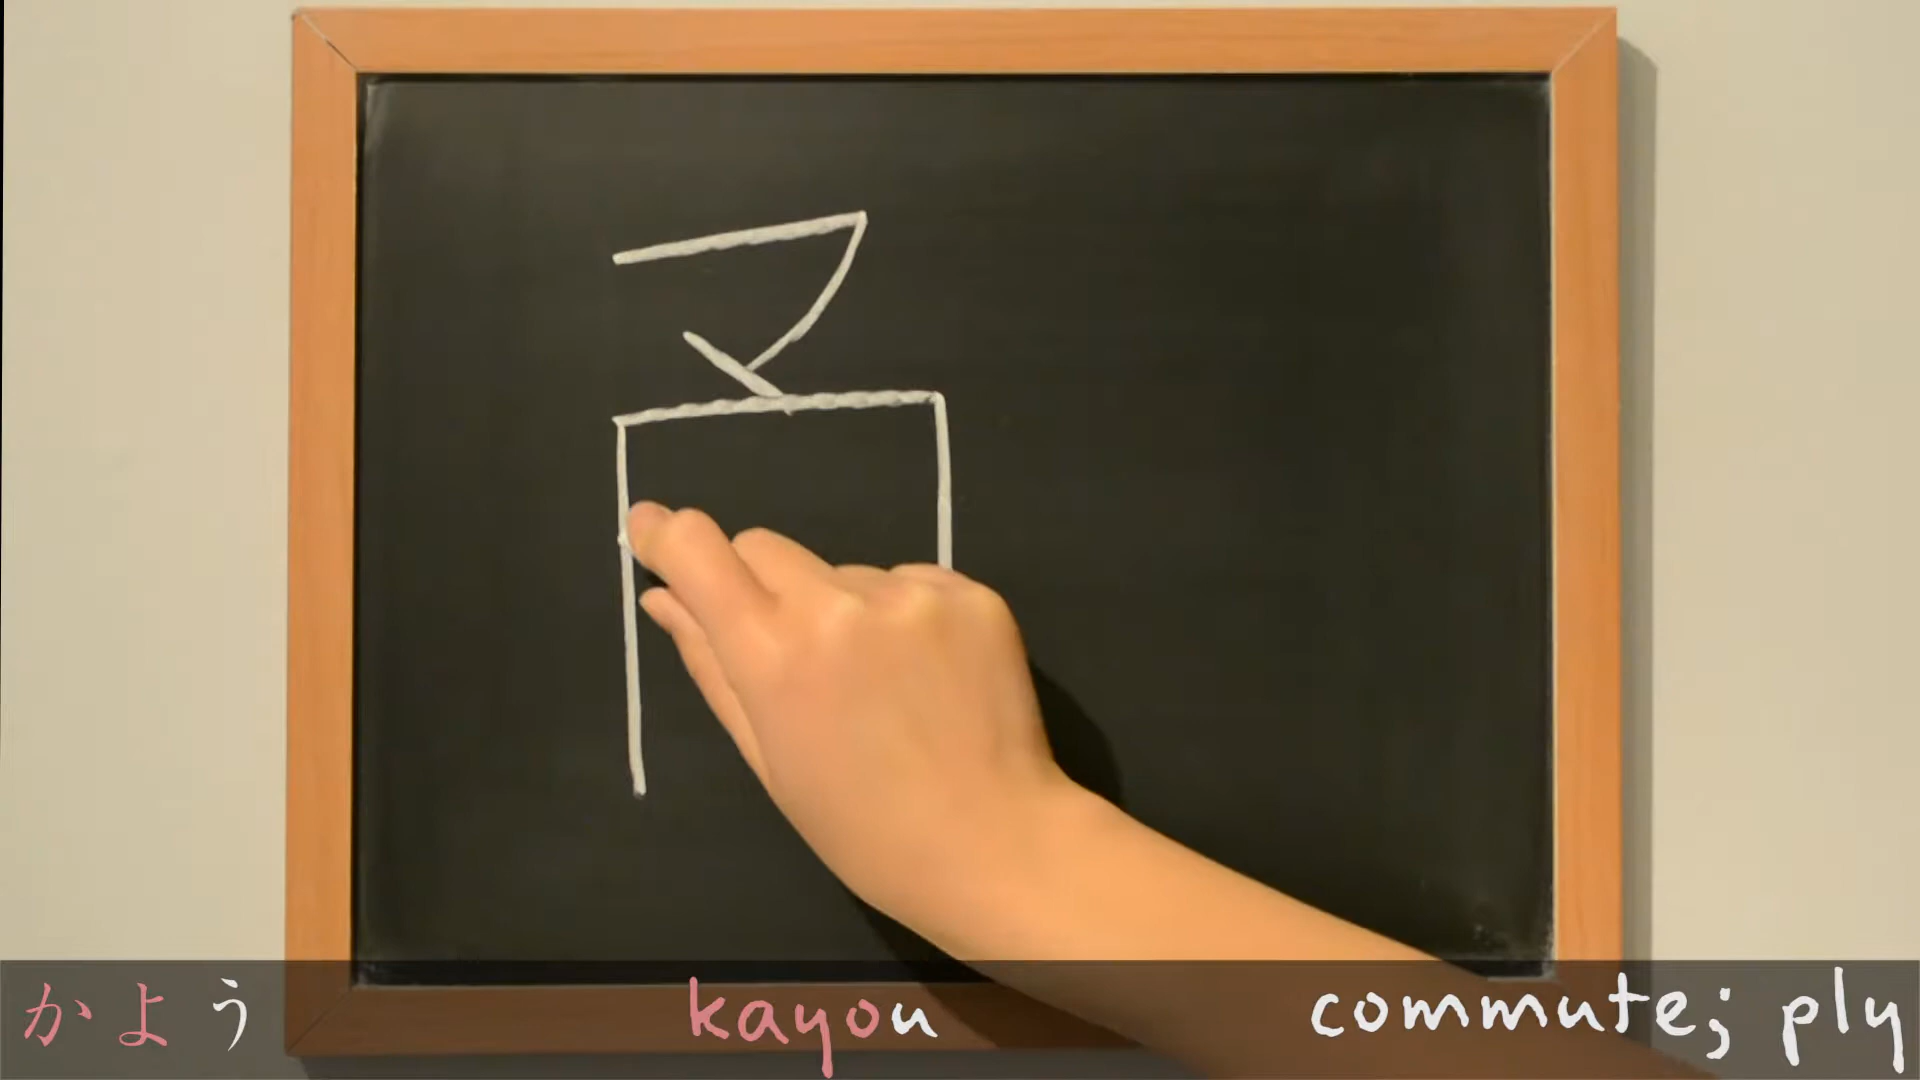 かよう
kayou
commute; ply